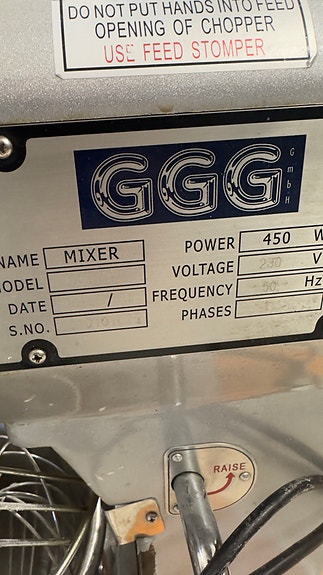 DO NOT PUT HANDS INTO FEED
OPENING OF CHOPPER
USE FEED STOMPER
GGG GmbH
NAME MIXER
MODEL
DATE /
S.NO.
POWER 450 W
VOLTAGE 230 V
FREQUENCY 50 Hz
PHASES
RAISE